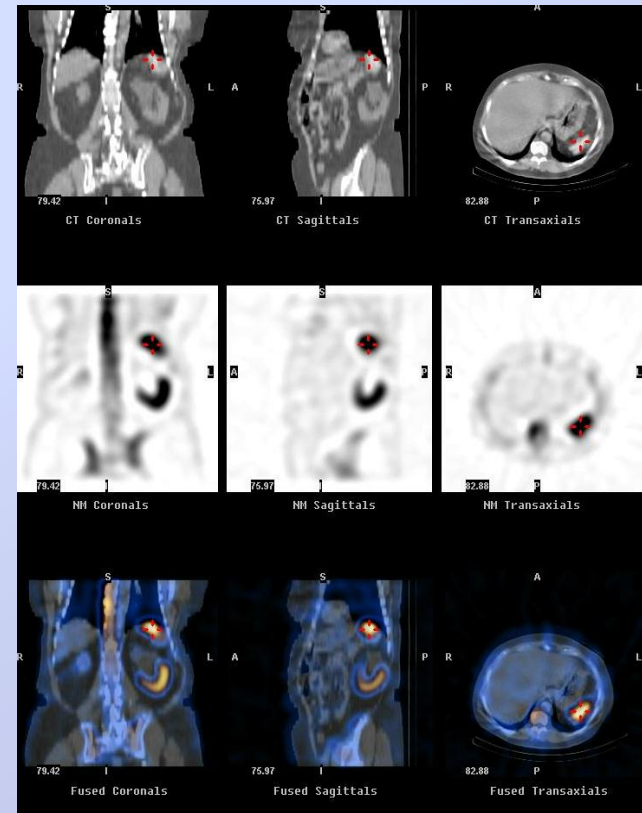 S S A
R L A P R L
79.42 I 75.97 I 82.88 P
CT Coronals CT Sagittals CT Transaxials
S S A
R L A P R L
79.42 I 75.97 I 82.88 P
NM Coronals NM Sagittals NM Transaxials
S S A
R L A P R L
79.42 I 75.97 I 82.88 P
Fused Coronals Fused Sagittals Fused Transaxials